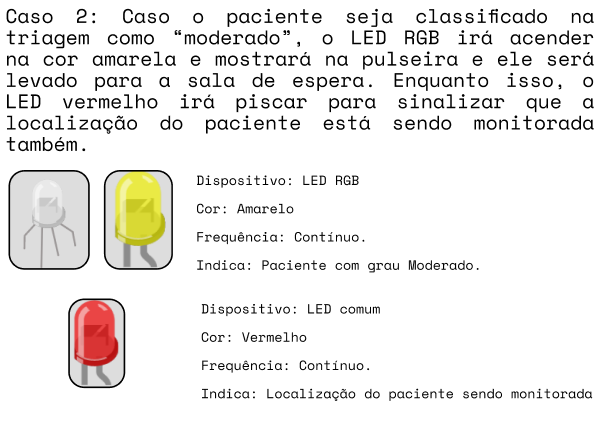 Caso 2: Caso o paciente seja classificado na
triagem como “moderado”, o LED RGB irá acender
na cor amarela e mostrará na pulseira e ele será
levado para a sala de espera. Enquanto isso, o
LED vermelho irá piscar para sinalizar que a
localização do paciente está sendo monitorada
também.
Dispositivo: LED RGB
Cor: Amarelo
Frequência: Contínuo.
Indica: Paciente com grau Moderado.
Dispositivo: LED comum
Cor: Vermelho
Frequência: Contínuo.
Indica: Localização do paciente sendo monitorada